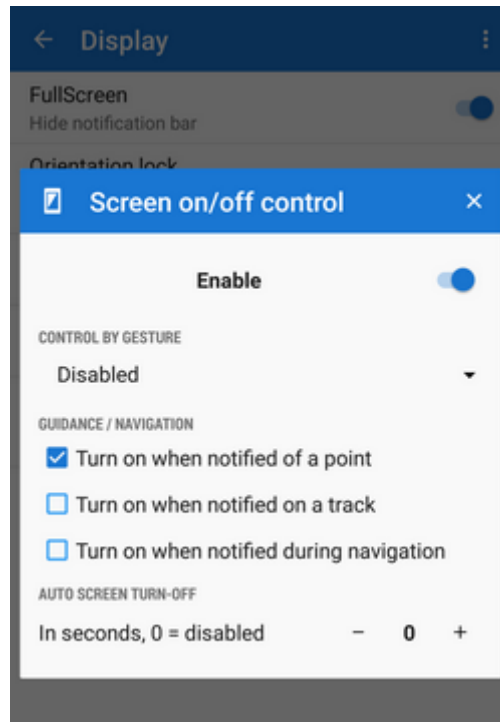 Display
FullScreen
Hide notification bar
Orientation lock
Screen on/off control
Enable
CONTROL BY GESTURE
Disabled
GUIDANCE / NAVIGATION
Turn on when notified of a point
Turn on when notified on a track
Turn on when notified during navigation
AUTO SCREEN TURN-OFF
In seconds, 0 = disabled - 0 +